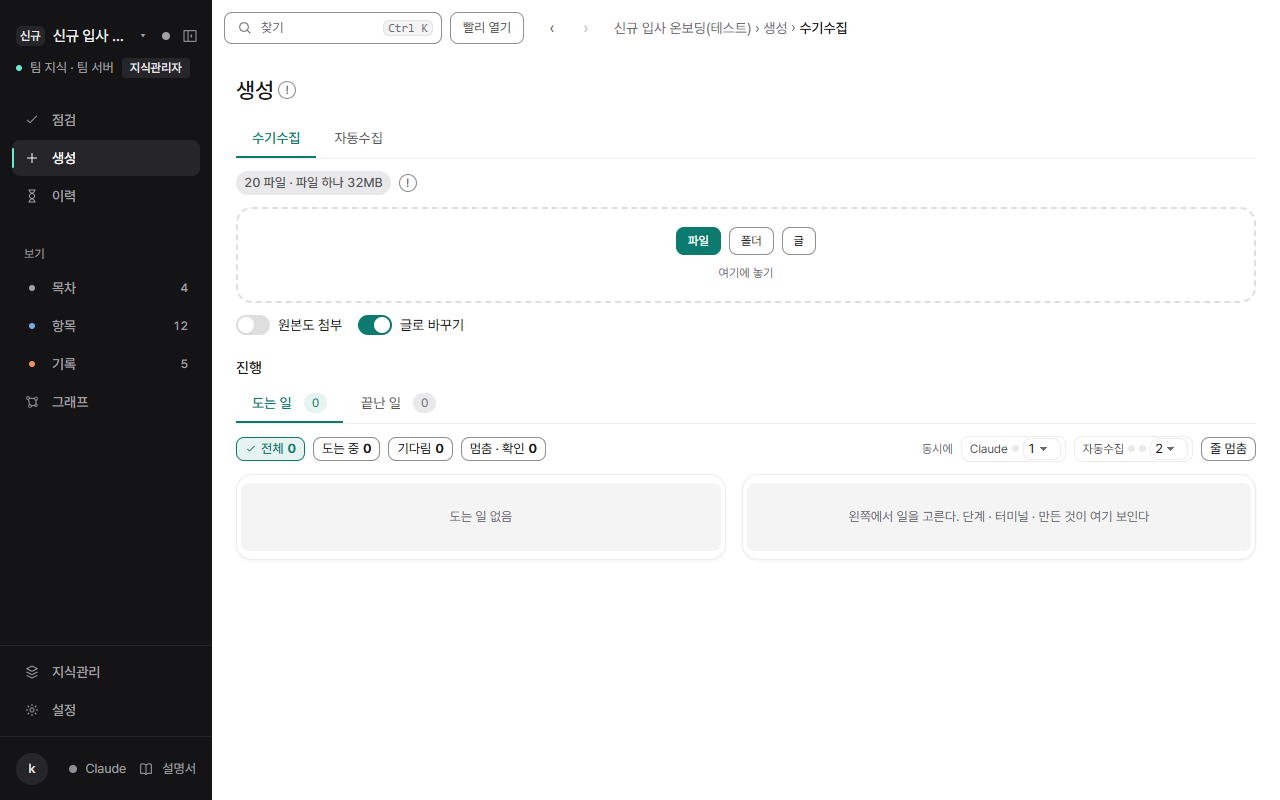 신규 신규 입사 ...
팀 지식 · 팀 서버 지식관리자
점검
생성
이력
보기
목차 4
항목 12
기록 5
그래프
지식관리
설정
k Claude 설명서
찾기 Ctrl K 빨리 열기 ‹ › 신규 입사 온보딩(테스트) › 생성 › 수기수집
생성 !
수기수집 자동수집
20 파일 · 파일 하나 32MB !
파일 폴더 글
여기에 놓기
원본도 첨부 글로 바꾸기
진행
도는 일 0 끝난 일 0
전체 0 도는 중 0 기다림 0 멈춤 · 확인 0 동시에 Claude 1 자동수집 2 줄 멈춤
도는 일 없음
왼쪽에서 일을 고른다. 단계 · 터미널 · 만든 것이 여기 보인다